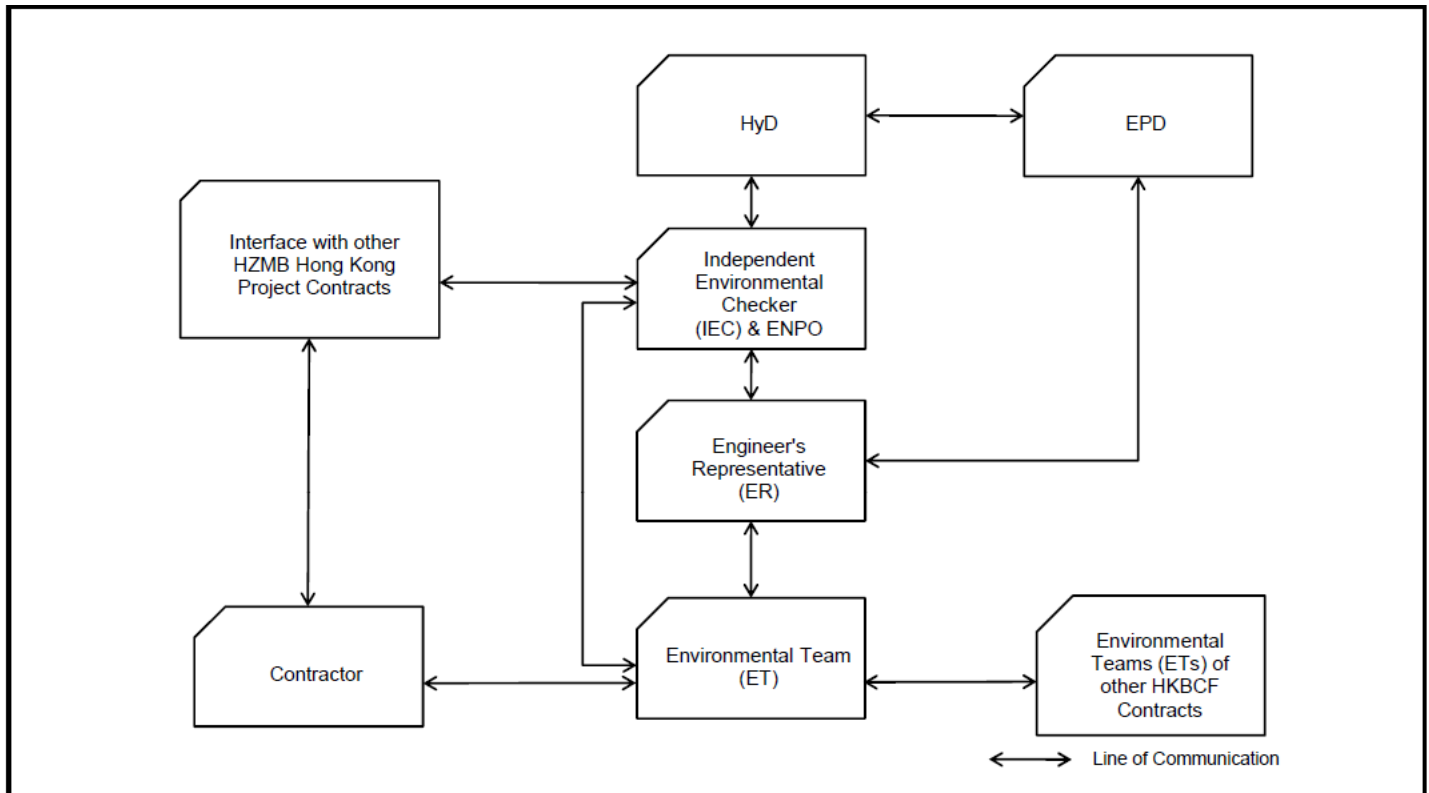 HyD
EPD
Interface with other
HZMB Hong Kong
Project Contracts
Independent
Environmental
Checker
(IEC) & ENPO
Engineer's
Representative
(ER)
Contractor
Environmental Team
(ET)
Environmental
Teams (ETs) of
other HKBCF
Contracts
Line of Communication